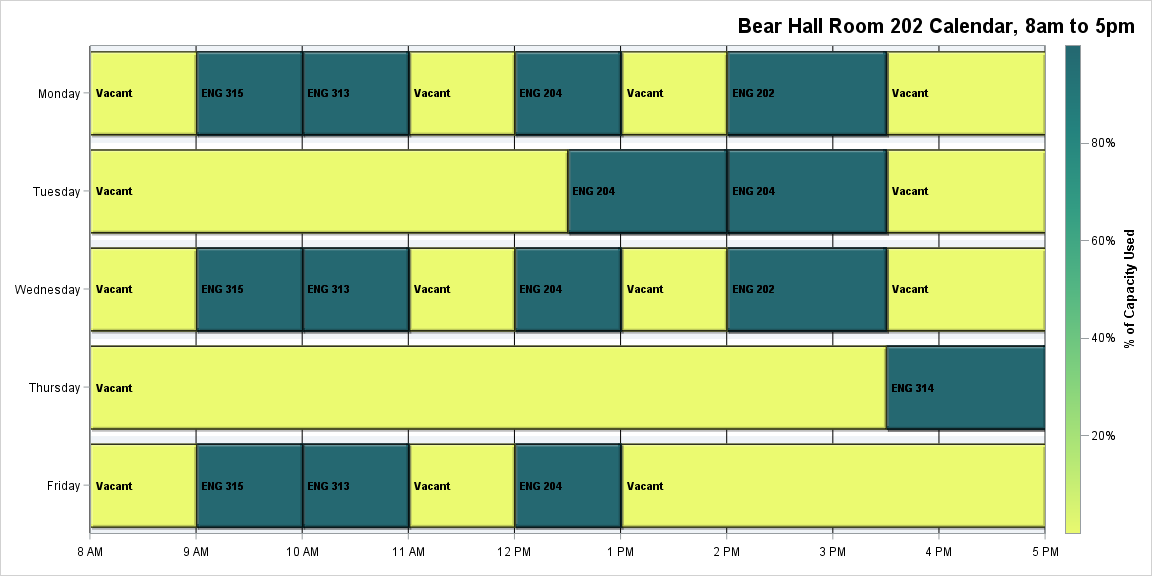 Bear Hall Room 202 Calendar, 8am to 5pm
Monday
Vacant
ENG 315
ENG 313
Vacant
ENG 204
Vacant
ENG 202
Vacant
Tuesday
Vacant
ENG 204
ENG 204
Vacant
Wednesday
Vacant
ENG 315
ENG 313
Vacant
ENG 204
Vacant
ENG 202
Vacant
Thursday
Vacant
ENG 314
Friday
Vacant
ENG 315
ENG 313
Vacant
ENG 204
Vacant
8 AM
9 AM
10 AM
11 AM
12 PM
1 PM
2 PM
3 PM
4 PM
5 PM
80%
60%
40%
20%
% of Capacity Used